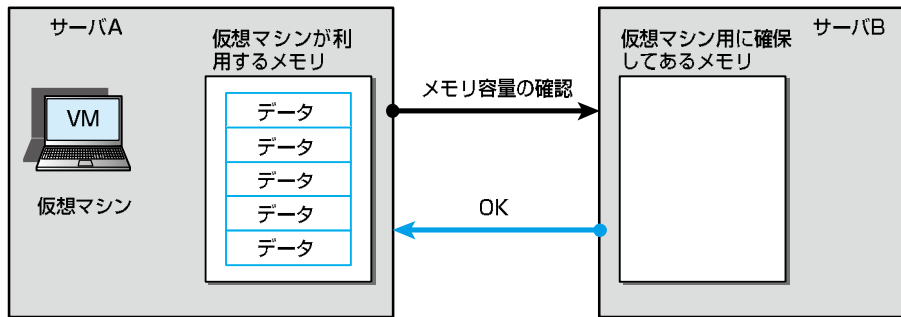 サーバA
仮想マシンが利
用するメモリ
VM
仮想マシン
データ
データ
データ
データ
データ
メモリ容量の確認
OK
仮想マシン用に確保
してあるメモリ
サーバB